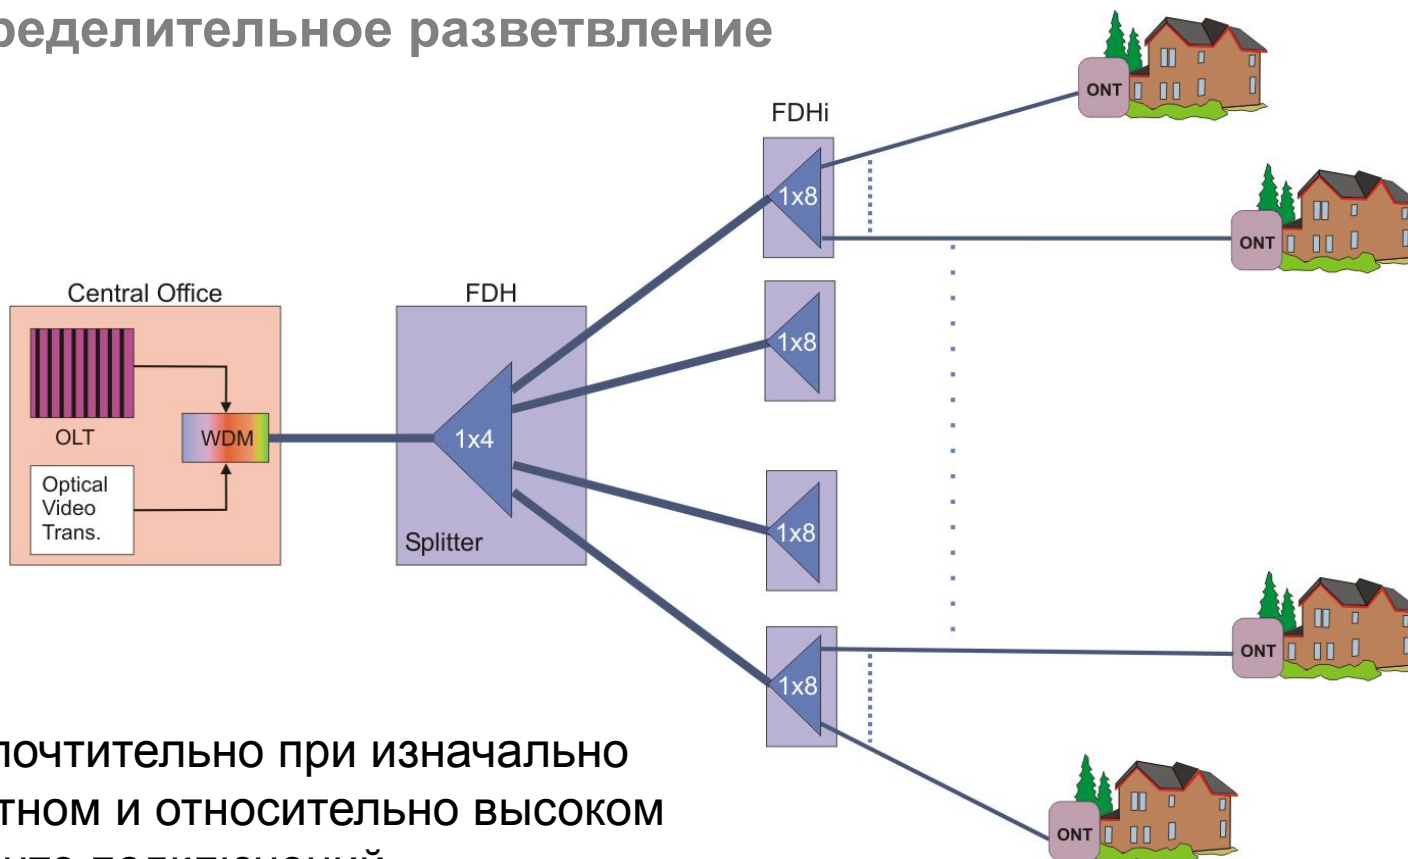 ределительное разветвление
FDHi
ONT
1x8
ONT
Central Office
FDH
1x8
OLT
WDM
1x4
Optical
Video
Trans.
Splitter
1x8
ONT
1x8
почтительно при изначально
тном и относительно высоком
ONT